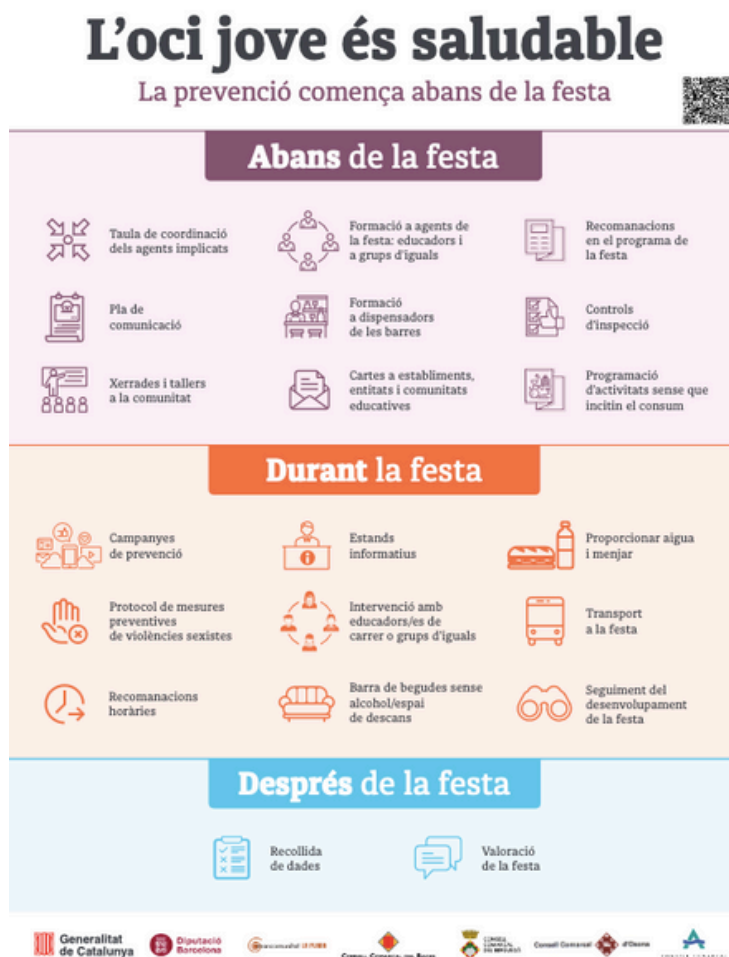 L'oci jove és saludable
La prevenció comença abans de la festa
Abans de la festa
Taula de coordinació
dels agents implicats
Formació a agents de
la festa: educadors i
a grups d'iguals
Recomanacions
en el programa de
la festa
Pla de
comunicació
Formació
a dispensadors
de les barres
Controls
d'inspecció
Xerrades i tallers
a la comunitat
Cartes a establiments,
entitats i comunitats
educatives
Programació
d'activitats sense que
incitin el consum
Durant la festa
Campanyes
de prevenció
Estands
informatius
Proporcionar aigua
i menjar
Protocol de mesures
preventives
de violències sexistes
Intervenció amb
educadors/es de
carrer o grups d'iguals
Transport
a la festa
Recomanacions
horàries
Barra de begudes sense
alcohol/espai
de descans
Seguiment del
desenvolupament
de la festa
Després de la festa
Recollida
de dades
Valoració
de la festa
Generalitat
de Catalunya
Diputació
Barcelona
Consell Comarcal
d'Osona